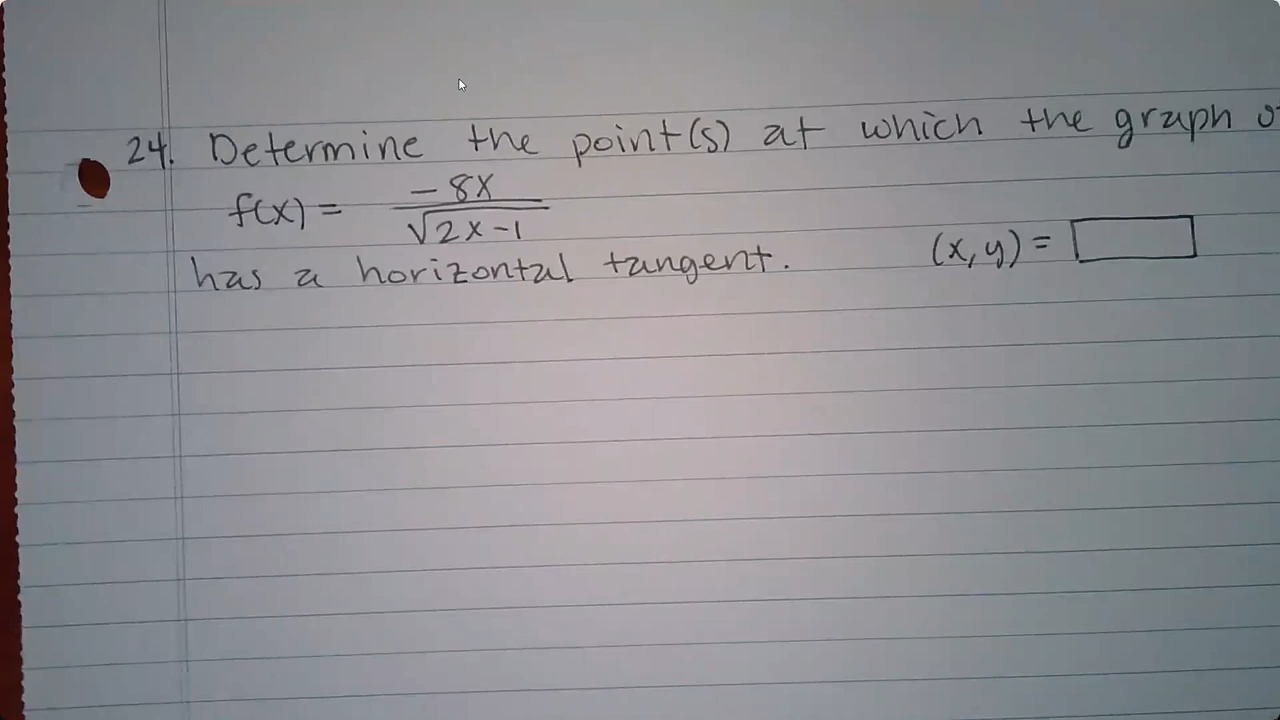 24. Determine the point(s) at which the graph
f(x) = -8x / √2x-1
has a horizontal tangent. (x, y) =